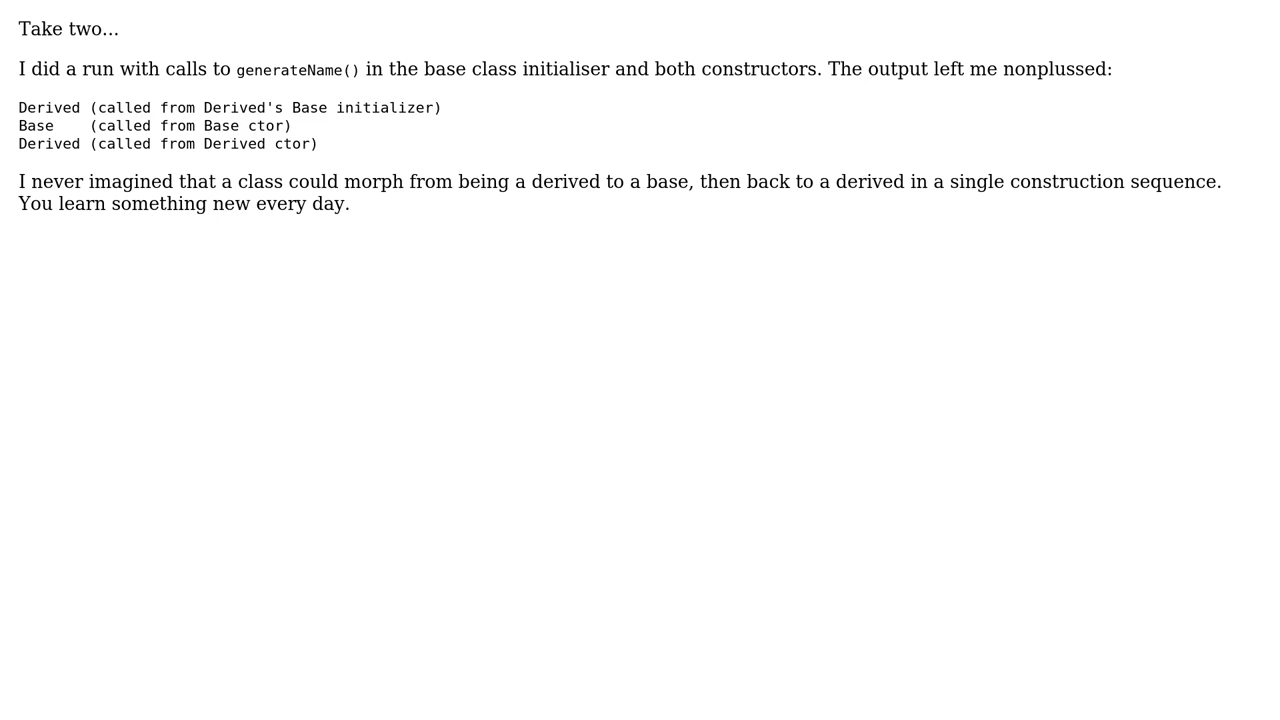 Take two...
I did a run with calls to generateName() in the base class initialiser and both constructors. The output left me nonplussed:
Derived (called from Derived's Base initializer)
Base    (called from Base ctor)
Derived (called from Derived ctor)
I never imagined that a class could morph from being a derived to a base, then back to a derived in a single construction sequence.
You learn something new every day.